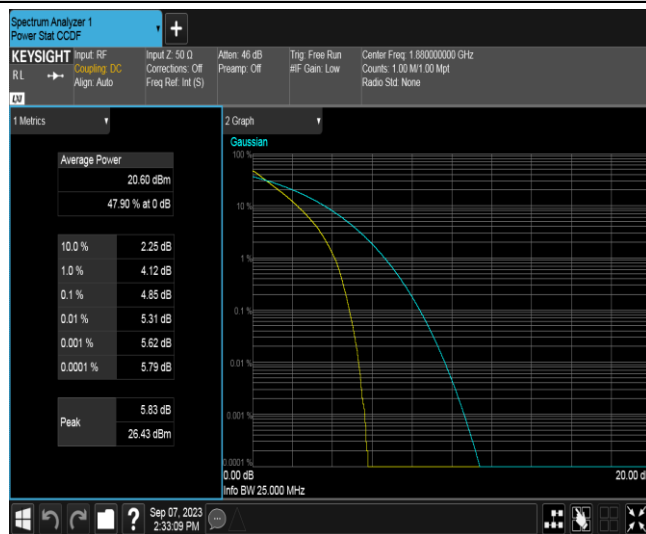 Spectrum Analyzer 1
Power Stat CCDF
+
KEYSIGHT
RL
Input: RF
Coupling: DC
Align: Auto
Input Z: 50 Ω
Corrections: Off
Freq Ref: Int (S)
Atten: 46 dB
Preamp: Off
Trig: Free Run
#IF Gain: Low
Center Freq: 1.880000000 GHz
Counts: 1.00 M/1.00 Mpt
Radio Std: None
1 Metrics
Average Power
20.60 dBm
47.90 % at 0 dB
10.0 % 2.25 dB
1.0 % 4.12 dB
0.1 % 4.85 dB
0.01 % 5.31 dB
0.001 % 5.62 dB
0.0001 % 5.79 dB
Peak
5.83 dB
26.43 dBm
2 Graph
Gaussian
100 %
10 %
1 %
0.1 %
0.01 %
0.001 %
0.0001 %
0.00 dB
20.00 d
Info BW 25.000 MHz
?
Sep 07, 2023
2:33:09 PM